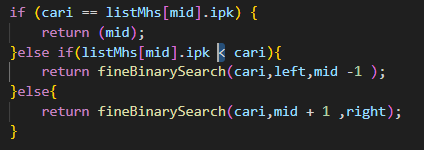 if (cari == listMhs[mid].ipk) {
return (mid);
}else if(listMhs[mid].ipk < cari){
return fineBinarySearch(cari,left,mid -1 );
}else{
return fineBinarySearch(cari,mid + 1 ,right);
}